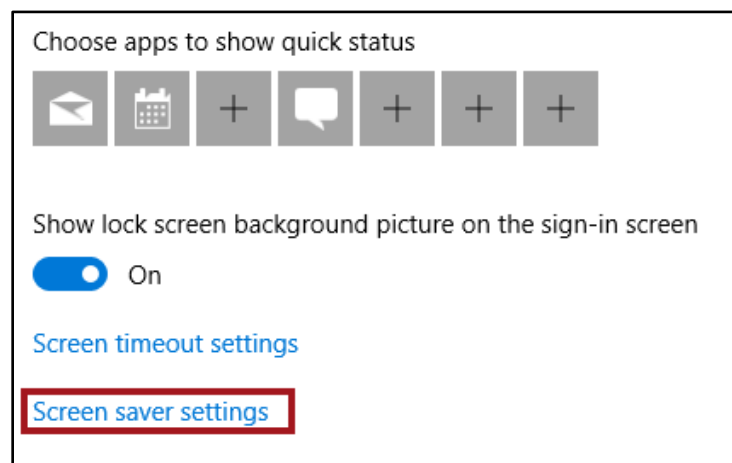 Choose apps to show quick status
Show lock screen background picture on the sign-in screen
On
Screen timeout settings
Screen saver settings